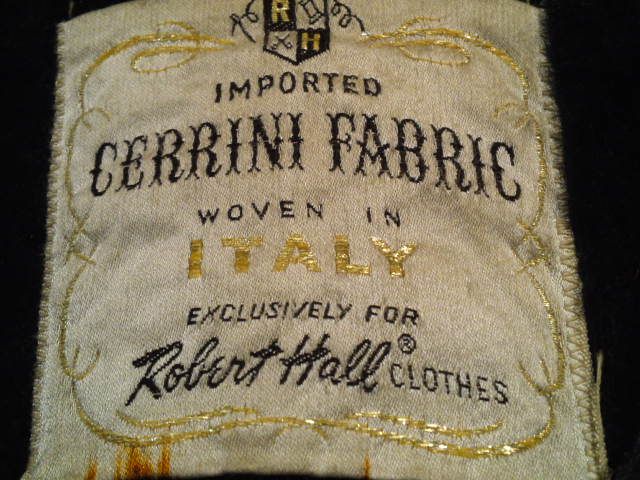 R
H
IMPORTED
CERRINI FABRIC
WOVEN IN
ITALY
EXCLUSIVELY FOR
Robert Hall® CLOTHES